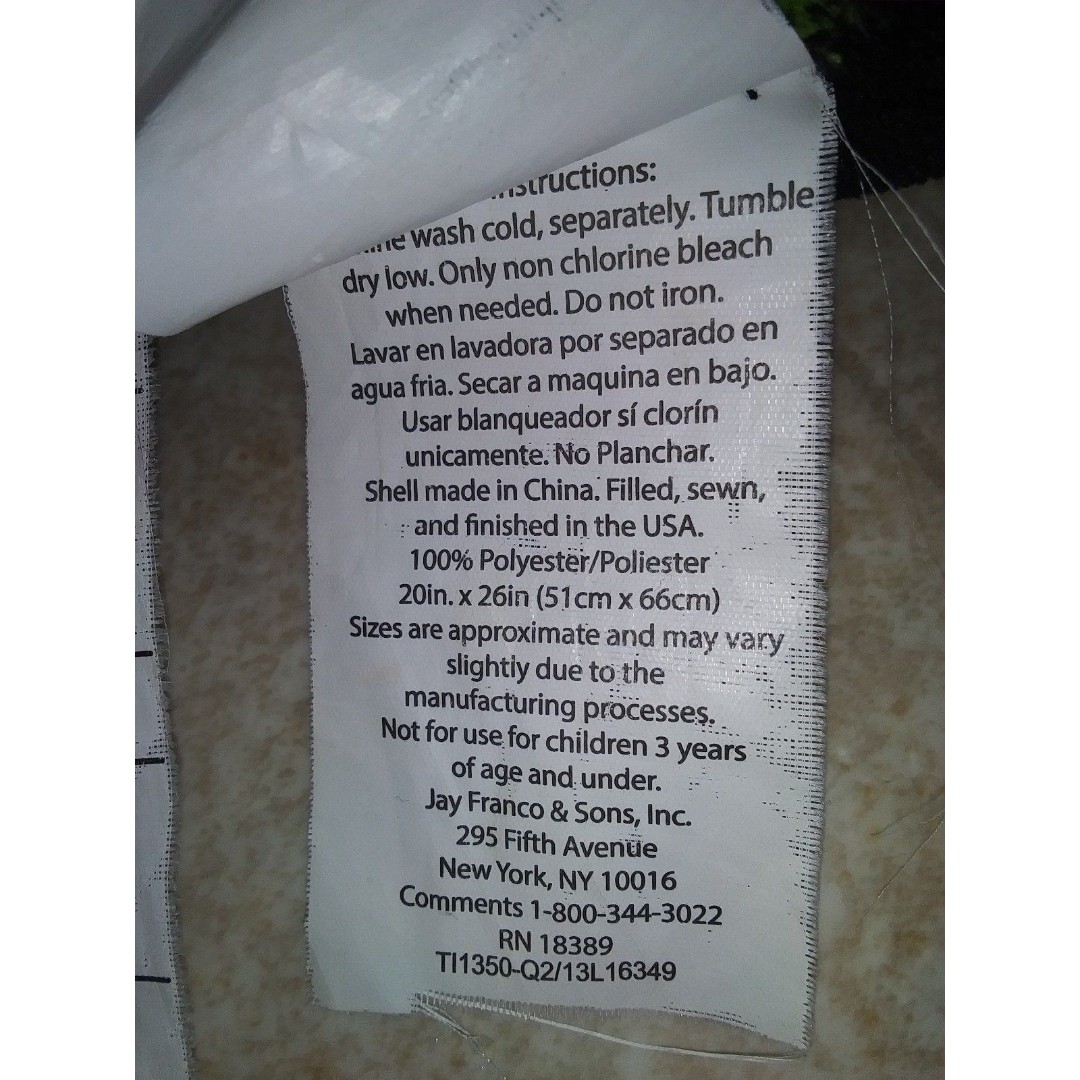 wash cold, separately. Tumble
dry low. Only non chlorine bleach
when needed. Do not iron.
Lavar en lavadora por separado en
agua fria. Secar a maquina en bajo.
Usar blanqueador sí clorín
unicamente. No Planchar.
Shell made in China. Filled, sewn,
and finished in the USA.
100% Polyester/Poliester
20in. x 26in (51cm x 66cm)
Sizes are approximate and may vary
slightly due to the
manufacturing processes.
Not for use for children 3 years
of age and under.
Jay Franco & Sons, Inc.
295 Fifth Avenue
New York, NY 10016
Comments 1-800-344-3022
RN 18389
TI1350-Q2/13L16349